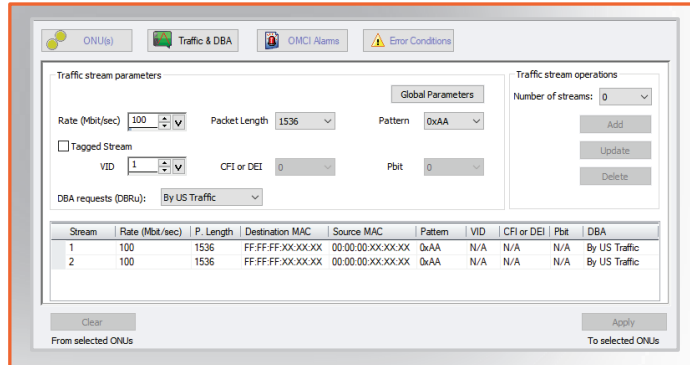 ONU(s) Traffic & DBA OMCI Alarms Error Conditions
Traffic stream parameters Traffic stream operations
Global Parameters Number of streams: 0
Rate (Mbit/sec) 100 Packet Length 1536 Pattern 0xAA Add
Tagged Stream Update
VID 1 CFI or DEI 0 Pbit 0 Delete
DBA requests (DBRu): By US Traffic
Stream Rate (Mbit/sec) P. Length Destination MAC Source MAC Pattern VID CFI or DEI Pbit DBA
1 100 1536 FF:FF:FF:XX:XX:XX 00:00:00:XX:XX:XX 0xAA N/A N/A N/A By US Traffic
2 100 1536 FF:FF:FF:XX:XX:XX 00:00:00:XX:XX:XX 0xAA N/A N/A N/A By US Traffic
Clear Apply
From selected ONUs To selected ONUs